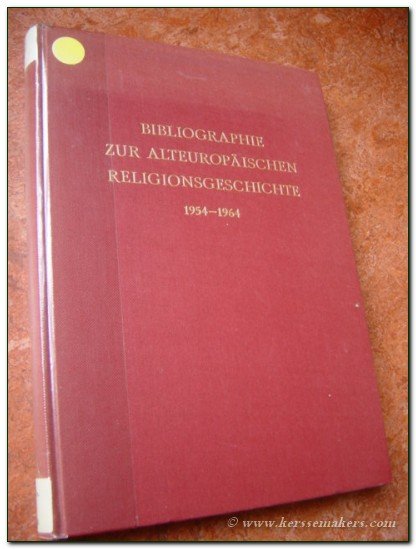 BIBLIOGRAPHIE
ZUR ALTEUROPÄISCHEN
RELIGIONSGESCHICHTE
1954—1964
© www.kerssemakers.com